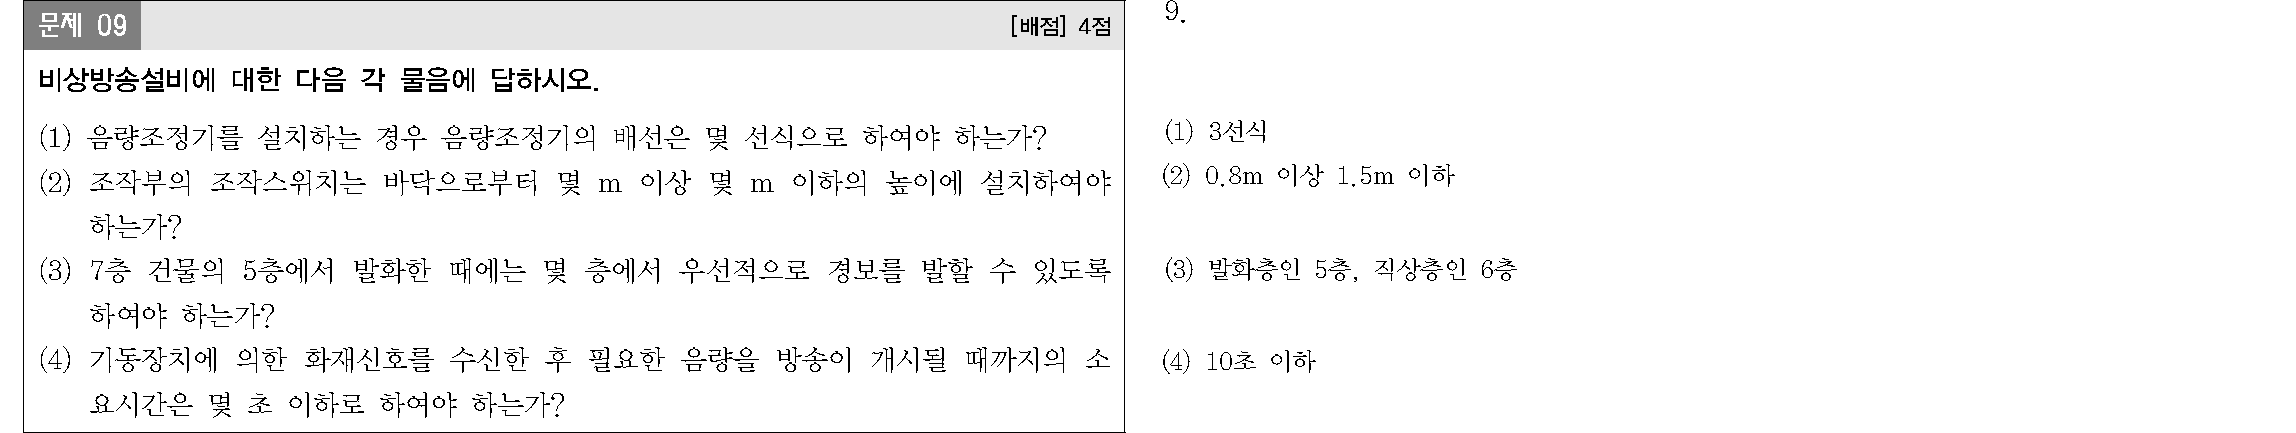 문제 09
[배점] 4점
비상방송설비에 대한 다음 각 물음에 답하시오.
(1) 음량조정기를 설치하는 경우 음량조정기의 배선은 몇 선식으로 하여야 하는가?
(2) 조작부의 조작스위치는 바닥으로부터 몇 m 이상 몇 m 이하의 높이에 설치하여야
하는가?
(3) 7층 건물의 5층에서 발화한 때에는 몇 층에서 우선적으로 경보를 발할 수 있도록
하여야 하는가?
(4) 기동장치에 의한 화재신호를 수신한 후 필요한 음량을 방송이 개시될 때까지의 소
요시간은 몇 초 이하로 하여야 하는가?
9.
(1) 3선식
(2) 0.8m 이상 1.5m 이하
(3) 발화층인 5층, 직상층인 6층
(4) 10초 이하